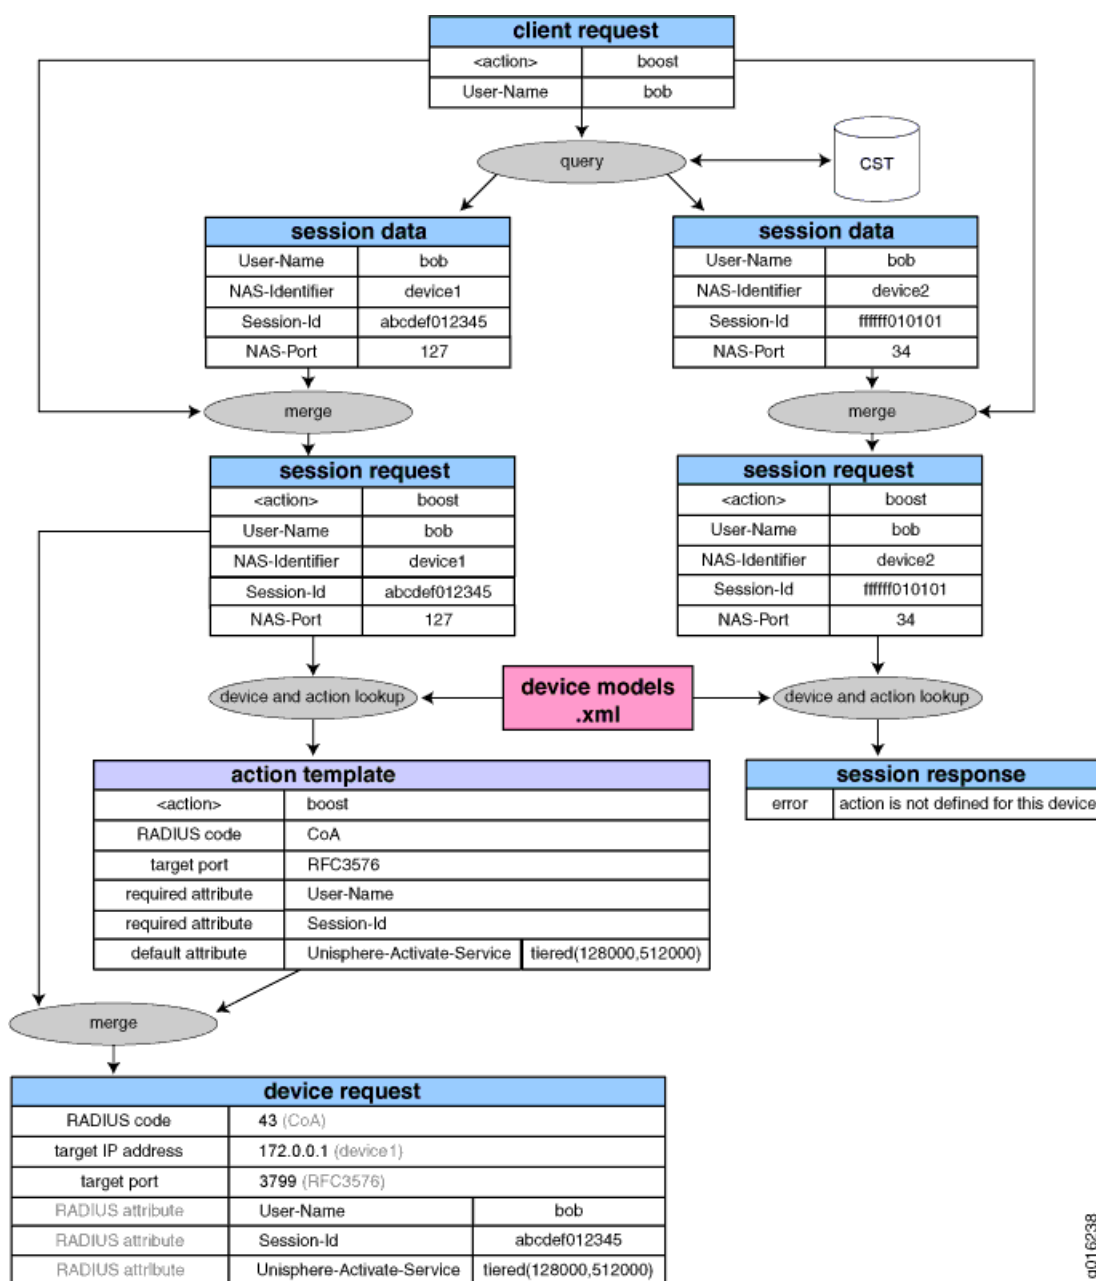 client request
<action> boost
User-Name bob
query
CST
session data
User-Name bob
NAS-Identifier device1
Session-Id abcdef012345
NAS-Port 127
session data
User-Name bob
NAS-Identifier device2
Session-Id ffffff010101
NAS-Port 34
merge
merge
session request
<action> boost
User-Name bob
NAS-Identifier device1
Session-Id abcdef012345
NAS-Port 127
session request
<action> boost
User-Name bob
NAS-Identifier device2
Session-Id ffffff010101
NAS-Port 34
device and action lookup
device models
.xml
device and action lookup
action template
<action> boost
RADIUS code CoA
target port RFC3576
required attribute User-Name
required attribute Session-Id
default attribute Unisphere-Activate-Service tiered(128000,512000)
session response
error action is not defined for this device
merge
device request
RADIUS code 43 (CoA)
target IP address 172.0.0.1 (device1)
target port 3799 (RFC3576)
RADIUS attribute User-Name bob
RADIUS attribute Session-Id abcdef012345
RADIUS attribute Unisphere-Activate-Service tiered(128000,512000)
g016238